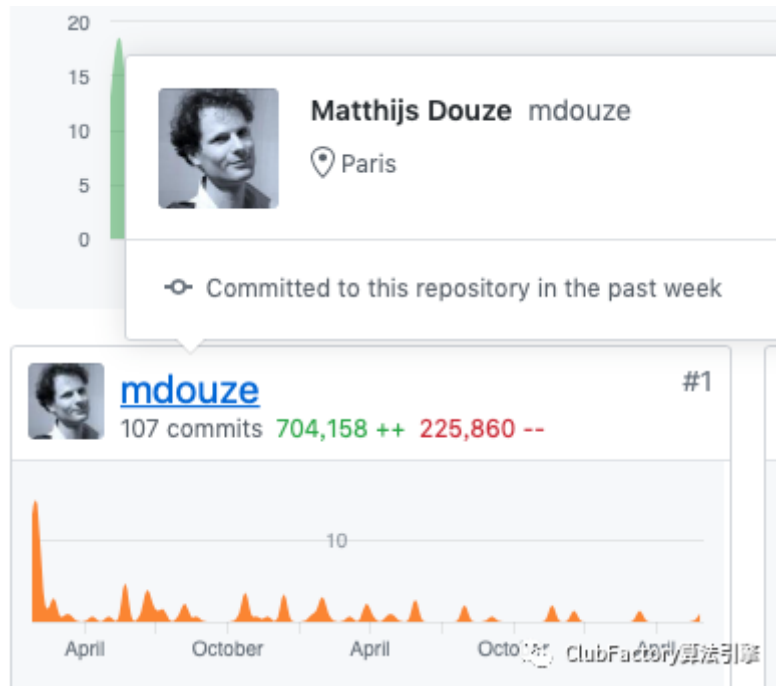 20
15
10
5
0
Matthijs Douze mdouze
Paris
Committed to this repository in the past week
mdouze
#1
107 commits 704,158 ++ 225,860 --
10
April October April October April
ClubFactory算法引擎